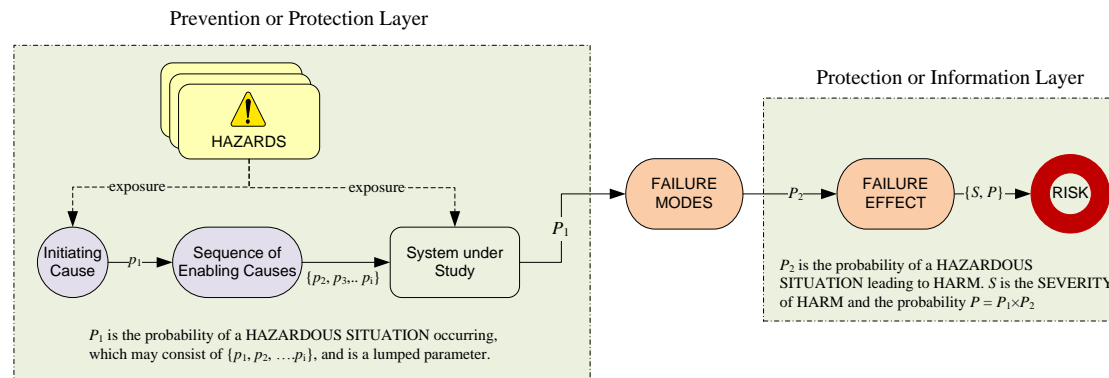 Prevention or Protection Layer
HAZARDS
exposure
exposure
Initiating
Cause
p1
Sequence of
Enabling Causes
{p2, p3,.. pi}
System under
Study
P1
P1 is the probability of a HAZARDOUS SITUATION occurring,
which may consist of {p1, p2, ….pi}, and is a lumped parameter.
FAILURE
MODES
P2
Protection or Information Layer
FAILURE
EFFECT
{S, P}
RISK
P2 is the probability of a HAZARDOUS
SITUATION leading to HARM. S is the SEVERITY
of HARM and the probability P = P1×P2